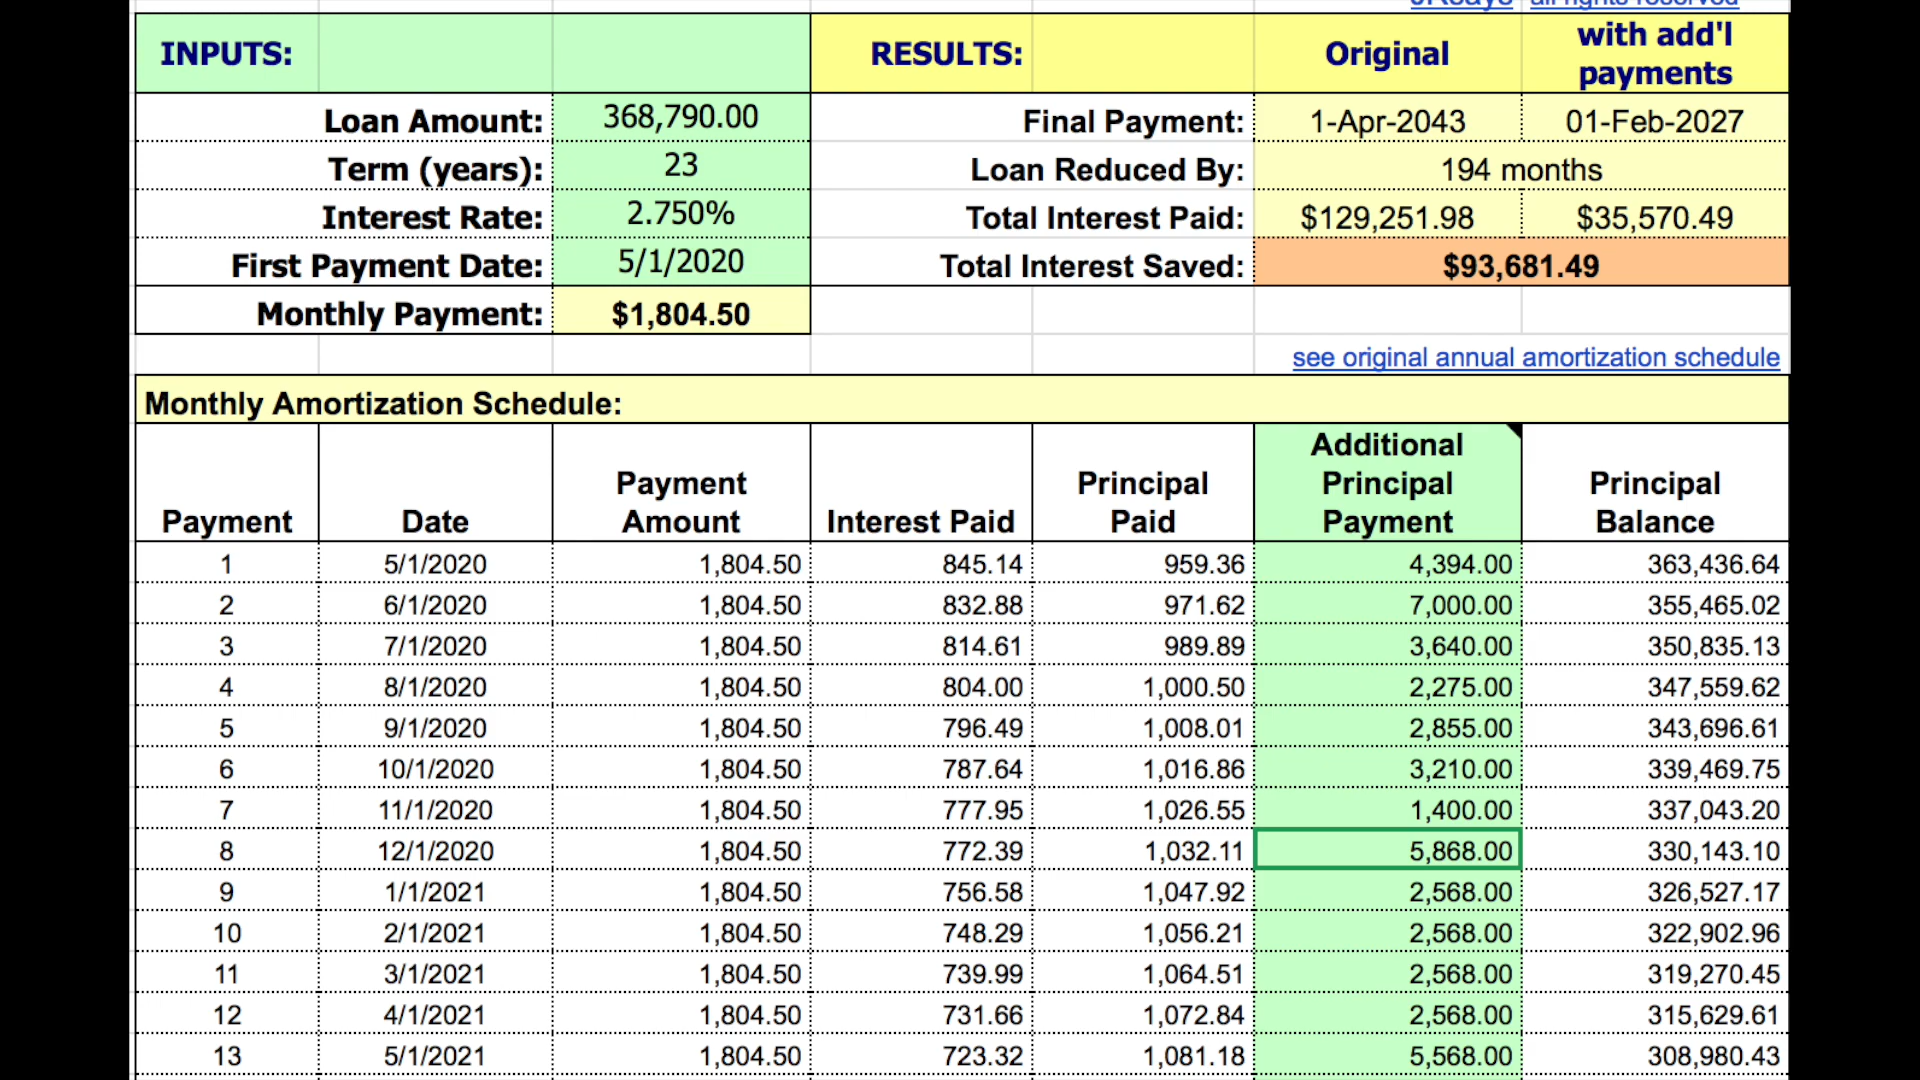 INPUTS: RESULTS: Original with add'l payments
Loan Amount: 368,790.00 Final Payment: 1-Apr-2043 01-Feb-2027
Term (years): 23 Loan Reduced By: 194 months
Interest Rate: 2.750% Total Interest Paid: $129,251.98 $35,570.49
First Payment Date: 5/1/2020 Total Interest Saved: $93,681.49
Monthly Payment: $1,804.50
see original annual amortization schedule
Monthly Amortization Schedule:
Payment Date Payment Amount Interest Paid Principal Paid Additional Principal Payment Principal Balance
1 5/1/2020 1,804.50 845.14 959.36 4,394.00 363,436.64
2 6/1/2020 1,804.50 832.88 971.62 7,000.00 355,465.02
3 7/1/2020 1,804.50 814.61 989.89 3,640.00 350,835.13
4 8/1/2020 1,804.50 804.00 1,000.50 2,275.00 347,559.62
5 9/1/2020 1,804.50 796.49 1,008.01 2,855.00 343,696.61
6 10/1/2020 1,804.50 787.64 1,016.86 3,210.00 339,469.75
7 11/1/2020 1,804.50 777.95 1,026.55 1,400.00 337,043.20
8 12/1/2020 1,804.50 772.39 1,032.11 5,868.00 330,143.10
9 1/1/2021 1,804.50 756.58 1,047.92 2,568.00 326,527.17
10 2/1/2021 1,804.50 748.29 1,056.21 2,568.00 322,902.96
11 3/1/2021 1,804.50 739.99 1,064.51 2,568.00 319,270.45
12 4/1/2021 1,804.50 731.66 1,072.84 2,568.00 315,629.61
13 5/1/2021 1,804.50 723.32 1,081.18 5,568.00 308,980.43